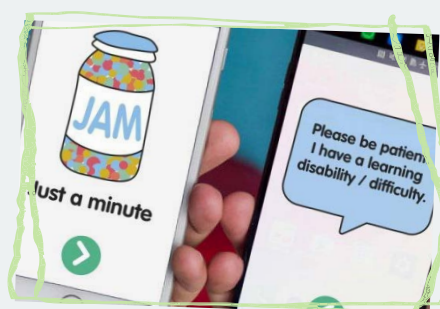 JAM
Just a minute
Please be patient
I have a learning
disability / difficulty.